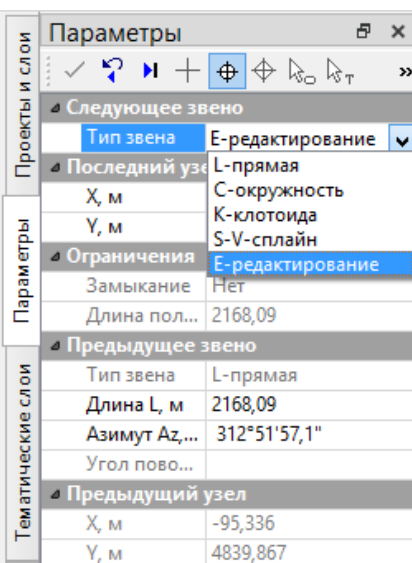 Параметры
Проекты и слои
Параметры
Тематические слои
T
»
Следующее звено
Тип звена E-редактирование
L-прямая
C-окружность
K-клотоида
S-V-сплайн
E-редактирование
Последний узе
X, м
Y, м
Ограничения
Замыкание Нет
Длина пол... 2168,09
Предыдущее звено
Тип звена L-прямая
Длина L, м 2168,09
Азимут Az,... 312°51'57,1"
Угол пово...
Предыдущий узел
X, м -95,336
Y, м 4839,867